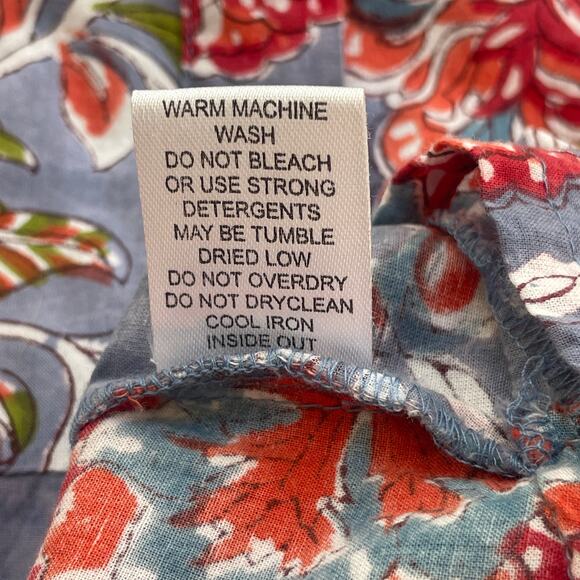 WARM MACHINE
WASH
DO NOT BLEACH
OR USE STRONG
DETERGENTS
MAY BE TUMBLE
DRIED LOW
DO NOT OVERDRY
DO NOT DRYCLEAN
COOL IRON
INSIDE OUT